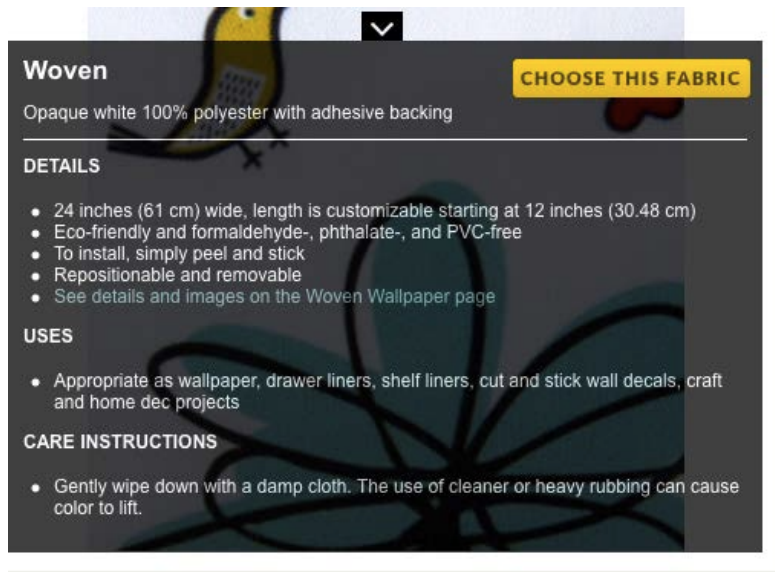 Woven
CHOOSE THIS FABRIC
Opaque white 100% polyester with adhesive backing
DETAILS
● 24 inches (61 cm) wide, length is customizable starting at 12 inches (30.48 cm)
● Eco-friendly and formaldehyde-, phthalate-, and PVC-free
● To install, simply peel and stick
● Repositionable and removable
● See details and images on the Woven Wallpaper page
USES
● Appropriate as wallpaper, drawer liners, shelf liners, cut and stick wall decals, craft
and home dec projects
CARE INSTRUCTIONS
● Gently wipe down with a damp cloth. The use of cleaner or heavy rubbing can cause
color to lift.